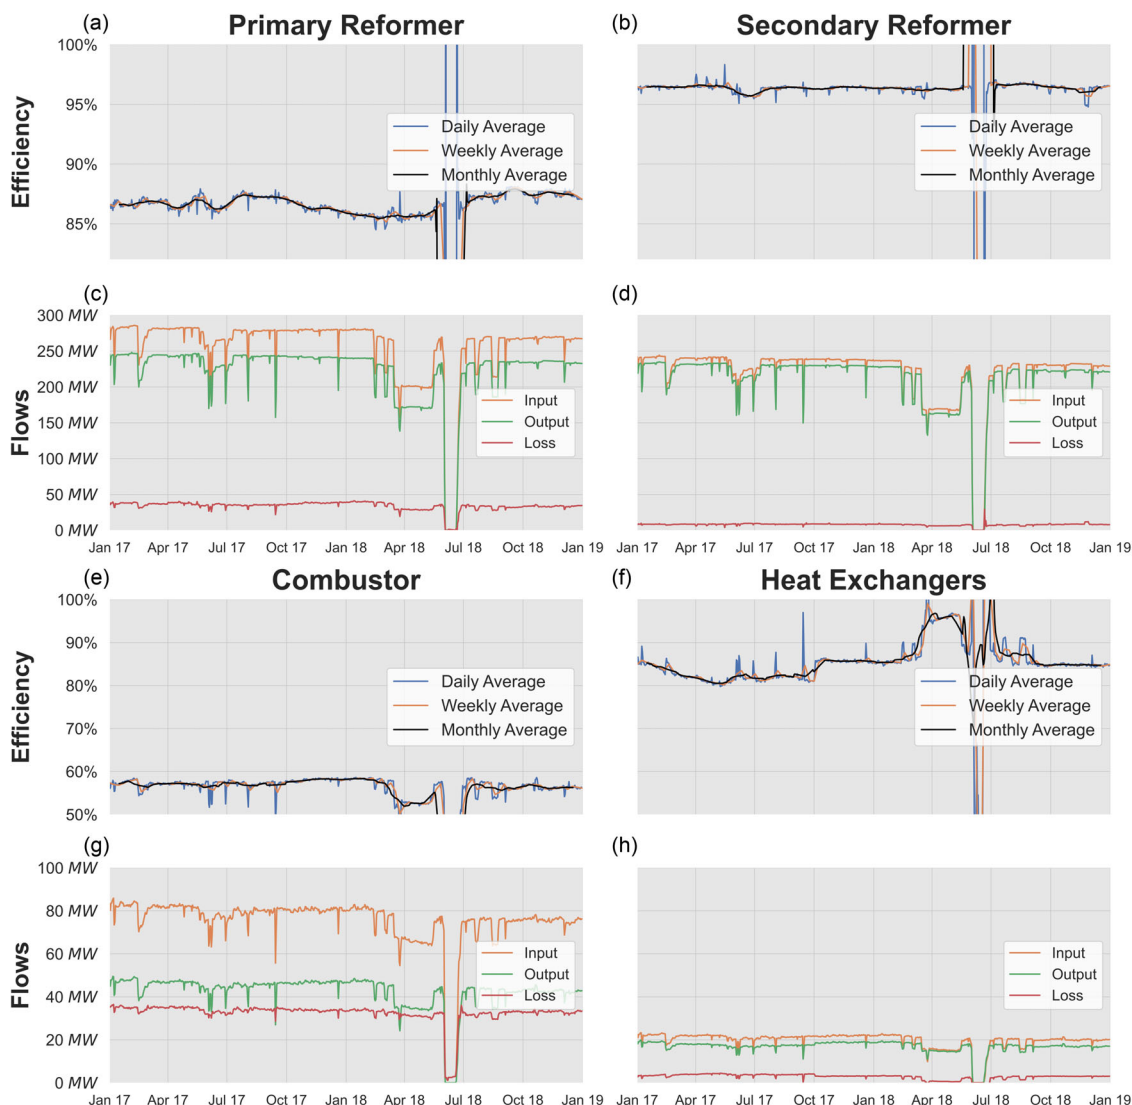 (a) Primary Reformer
(b) Secondary Reformer
Efficiency
100%
95%
90%
85%
Daily Average
Weekly Average
Monthly Average
Daily Average
Weekly Average
Monthly Average
(c)
(d)
Flows
300 MW
250 MW
200 MW
150 MW
100 MW
50 MW
0 MW
Input
Output
Loss
Input
Output
Loss
Jan 17 Apr 17 Jul 17 Oct 17 Jan 18 Apr 18 Jul 18 Oct 18 Jan 19
Jan 17 Apr 17 Jul 17 Oct 17 Jan 18 Apr 18 Jul 18 Oct 18 Jan 19
(e) Combustor
(f) Heat Exchangers
Efficiency
100%
90%
80%
70%
60%
50%
Daily Average
Weekly Average
Monthly Average
Daily Average
Weekly Average
Monthly Average
(g)
(h)
Flows
100 MW
80 MW
60 MW
40 MW
20 MW
0 MW
Input
Output
Loss
Input
Output
Loss
Jan 17 Apr 17 Jul 17 Oct 17 Jan 18 Apr 18 Jul 18 Oct 18 Jan 19
Jan 17 Apr 17 Jul 17 Oct 17 Jan 18 Apr 18 Jul 18 Oct 18 Jan 19